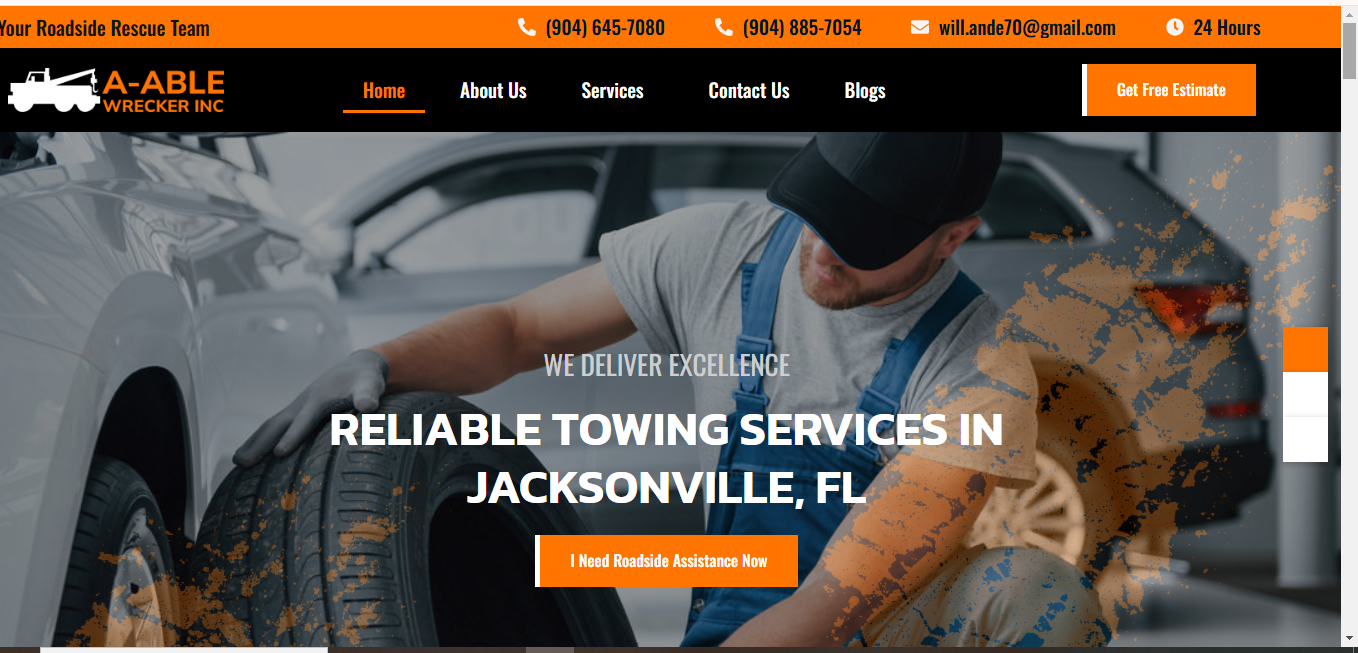 Your Roadside Rescue Team
(904) 645-7080
(904) 885-7054
will.ande70@gmail.com
24 Hours
A-ABLE
WRECKER INC
Home
About Us
Services
Contact Us
Blogs
Get Free Estimate
WE DELIVER EXCELLENCE
RELIABLE TOWING SERVICES IN
JACKSONVILLE, FL
I Need Roadside Assistance Now